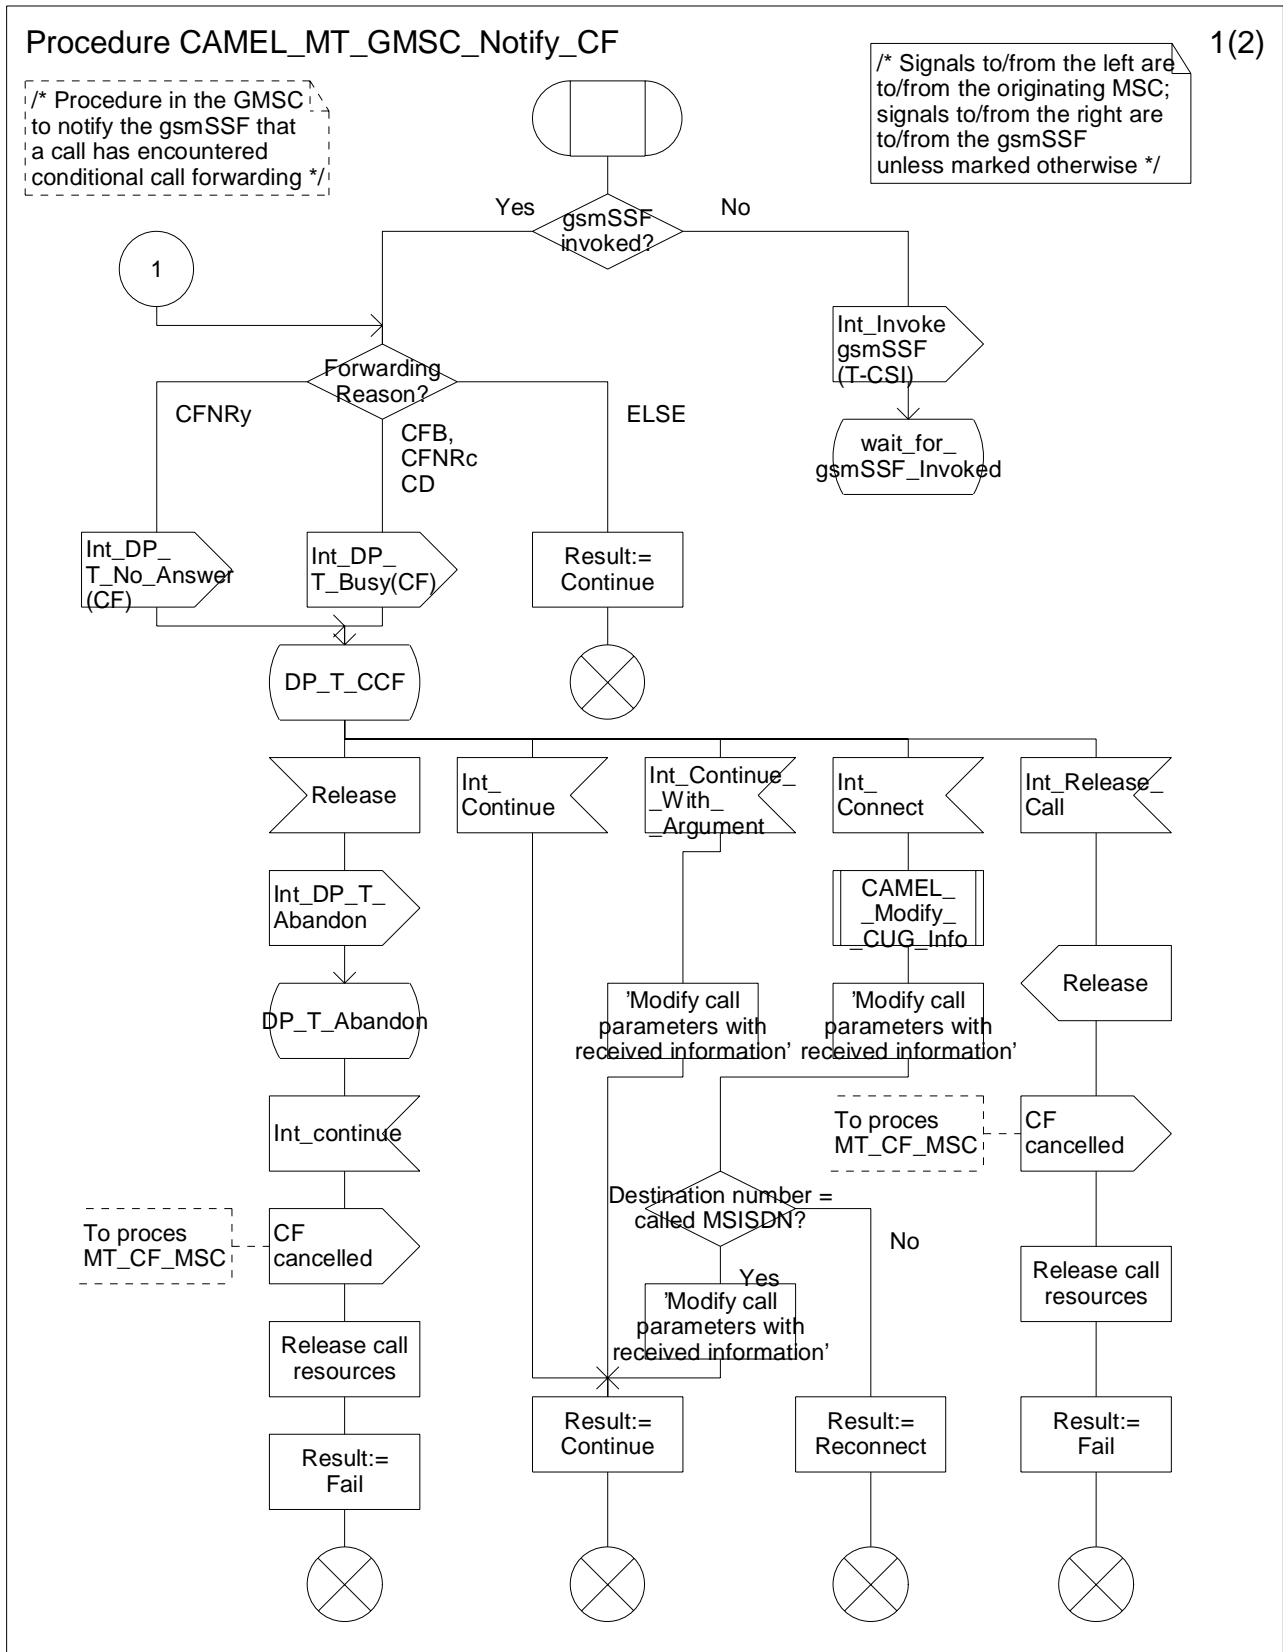 Procedure CAMEL_MT_GMSC_Notify_CF
1(2)
/* Procedure in the GMSC
to notify the gsmSSF that
a call has encountered
conditional call forwarding */
/* Signals to/from the left are
to/from the originating MSC;
signals to/from the right are
to/from the gsmSSF
unless marked otherwise */
Yes
gsmSSF
invoked?
No
1
Int_Invoke
gsmSSF
(T-CSI)
Forwarding
Reason?
CFNRy
CFB,
CFNRc
CD
ELSE
wait_for_
gsmSSF_Invoked
Int_DP_
T_No_Answer
(CF)
Int_DP_
T_Busy(CF)
Result:=
Continue
DP_T_CCF
Release
Int_
Continue
Int_Continue_
_With_
_Argument
Int_
Connect
Int_Release_
Call
Int_DP_T_
Abandon
CAMEL_
_Modify_
_CUG_Info
DP_T_Abandon
'Modify call
parameters with
received information'
'Modify call
parameters with
received information'
Release
Int_continue
To proces
MT_CF_MSC
CF
cancelled
Destination number =
called MSISDN?
No
Yes
To proces
MT_CF_MSC
CF
cancelled
'Modify call
parameters with
received information'
Release call
resources
Release call
resources
Result:=
Continue
Result:=
Reconnect
Result:=
Fail
Result:=
Fail